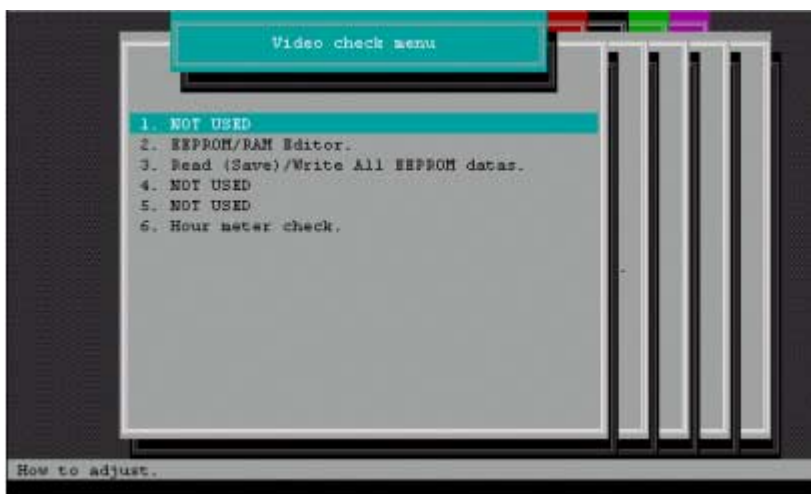 Video check menu
1. NOT USED
2. EEPROM/RAM Editor.
3. Read (Save)/Write All EEPROM datas.
4. NOT USED
5. NOT USED
6. Hour meter check.
How to adjust.